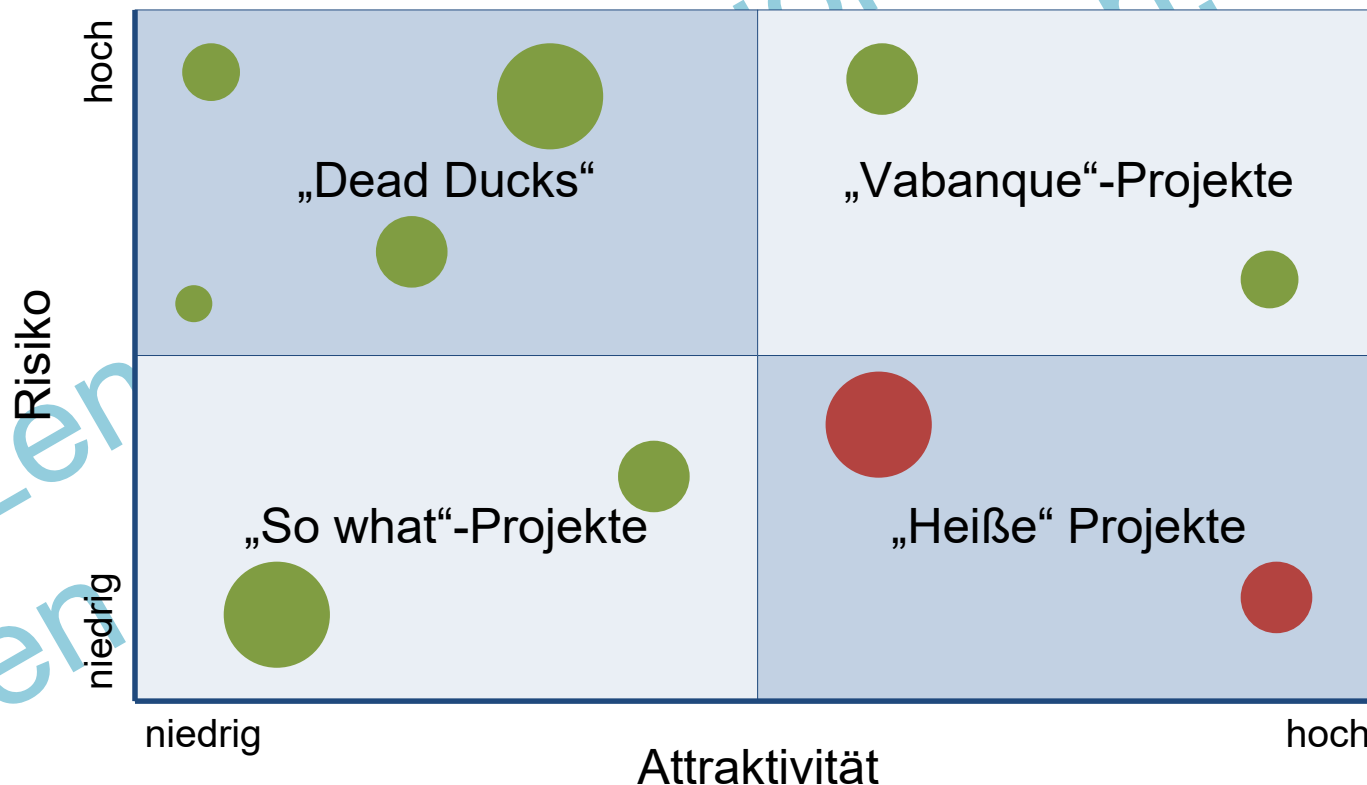 hoch
„Dead Ducks“
„Vabanque“-Projekte
Risiko
„So what“-Projekte
„Heiße“ Projekte
niedrig
niedrig
hoch
Attraktivität